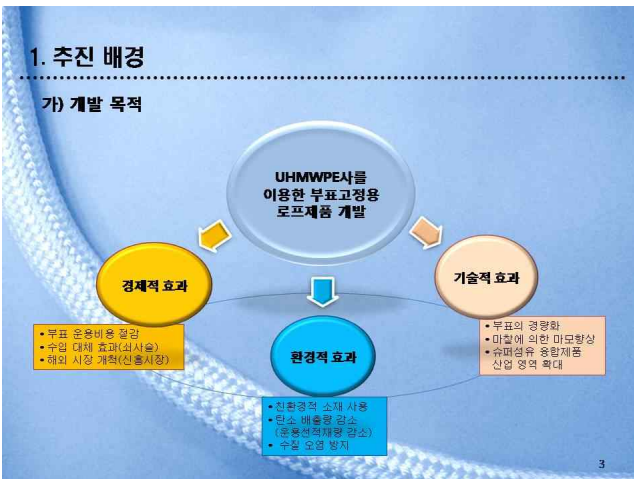 1. 추진 배경
가) 개발 목적
UHMWPE사를
이용한 부표고정용
로프제품 개발
경제적 효과
• 부표 운용비용 절감
• 수입 대체 효과(쇠사슬)
• 해외 시장 개척(신흥시장)
환경적 효과
• 친환경적 소재 사용
• 탄소 배출량 감소
(운용선적재량 감소)
• 수질 오염 방지
기술적 효과
• 부표의 경량화
• 마찰에 의한 마모향상
• 슈퍼섬유 융합제품
산업 영역 확대
3